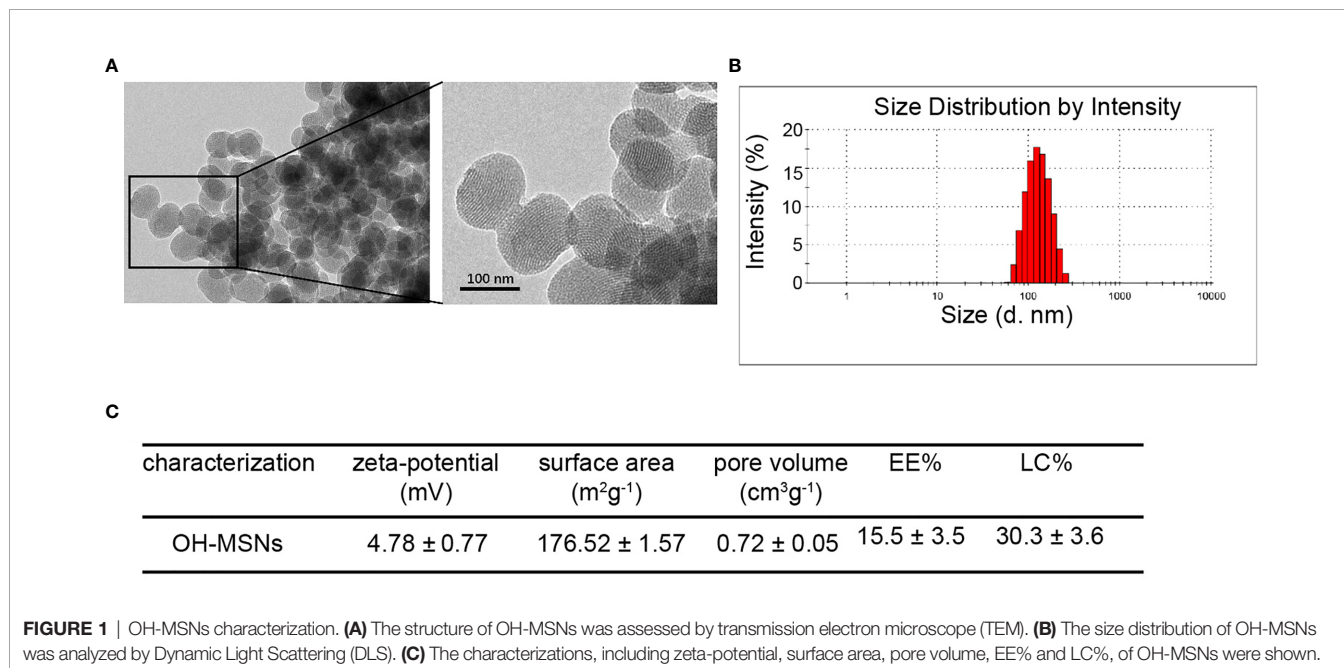 A
100 nm
B
Size Distribution by Intensity
Intensity (%)
20
15
10
5
0
1 10 100 1000 10000
Size (d. nm)
C
characterization zeta-potential surface area pore volume EE% LC%
(mV) (m²g⁻¹) (cm³g⁻¹)
OH-MSNs 4.78 ± 0.77 176.52 ± 1.57 0.72 ± 0.05 15.5 ± 3.5 30.3 ± 3.6
FIGURE 1 | OH-MSNs characterization. (A) The structure of OH-MSNs was assessed by transmission electron microscope (TEM). (B) The size distribution of OH-MSNs
was analyzed by Dynamic Light Scattering (DLS). (C) The characterizations, including zeta-potential, surface area, pore volume, EE% and LC%, of OH-MSNs were shown.